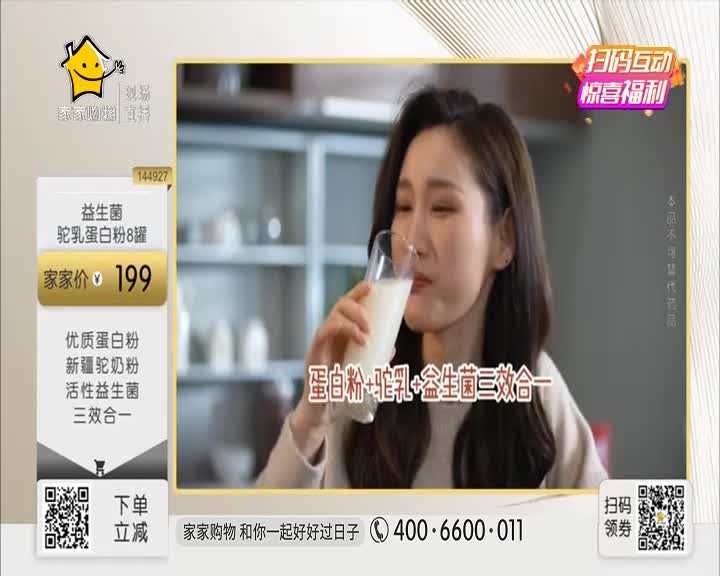 家家购物
现场
直播
扫码互动
惊喜福利
144927
益生菌
驼乳蛋白粉8罐
家家价 ¥ 199
优质蛋白粉
新疆驼奶粉
活性益生菌
三效合一
本品不可替代药品
蛋白粉+驼乳+益生菌三效合一
下单
立减
家家购物 和你一起好好过日子 400·6600·011
扫码
领券